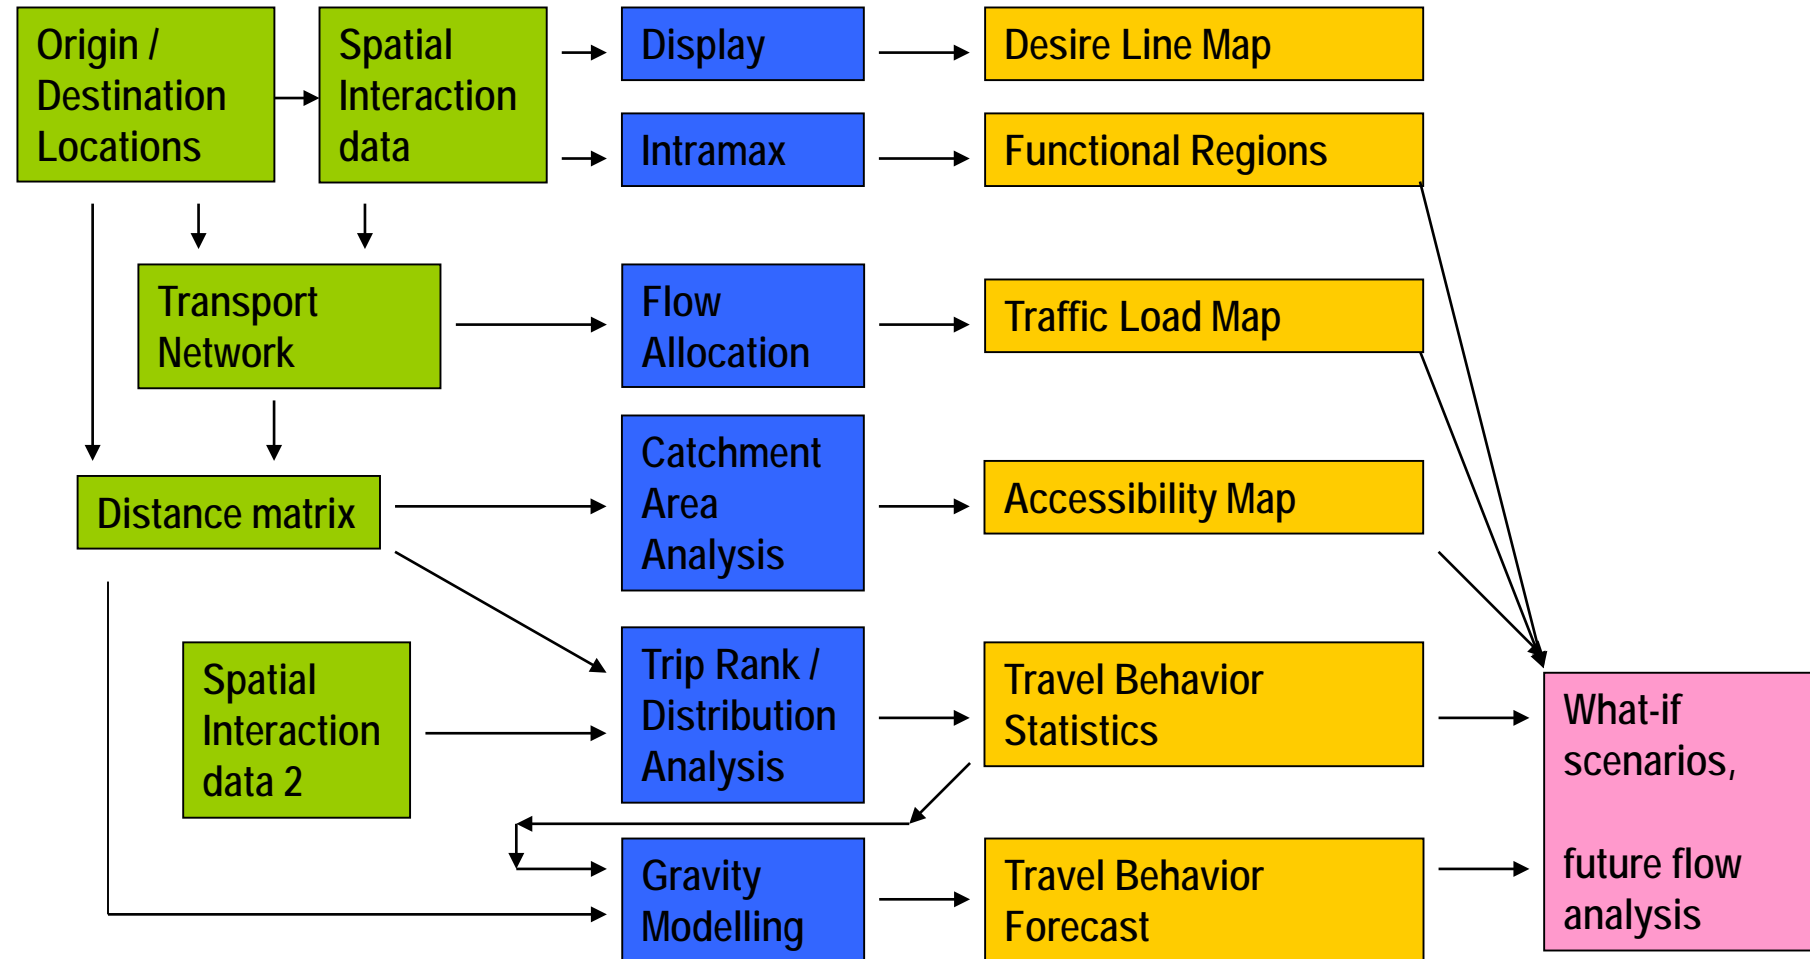 Origin /
Destination
Locations
Spatial
Interaction
data
Display
Desire Line Map
Intramax
Functional Regions
Transport
Network
Flow
Allocation
Traffic Load Map
Distance matrix
Catchment
Area
Analysis
Accessibility Map
Spatial
Interaction
data 2
Trip Rank /
Distribution
Analysis
Travel Behavior
Statistics
What-if
scenarios,
future flow
analysis
Gravity
Modelling
Travel Behavior
Forecast